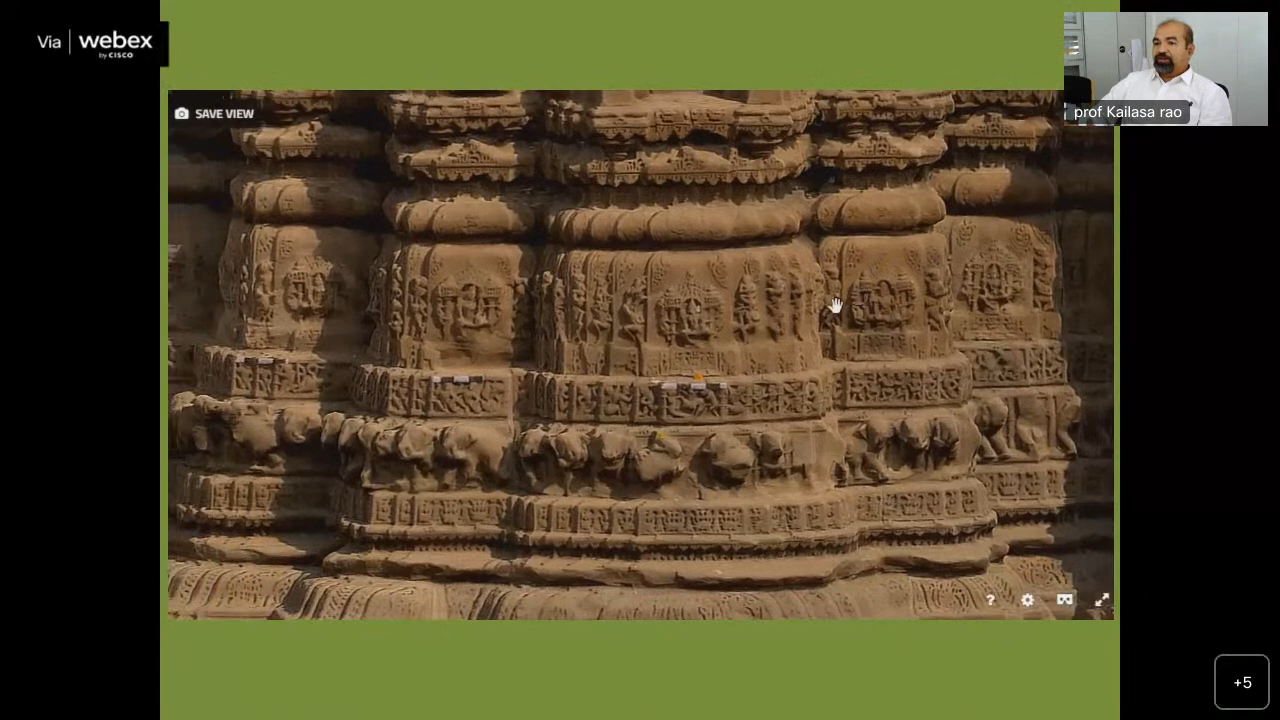 Via | webex
by CISCO
SAVE VIEW
prof Kailasa rao
?
+5